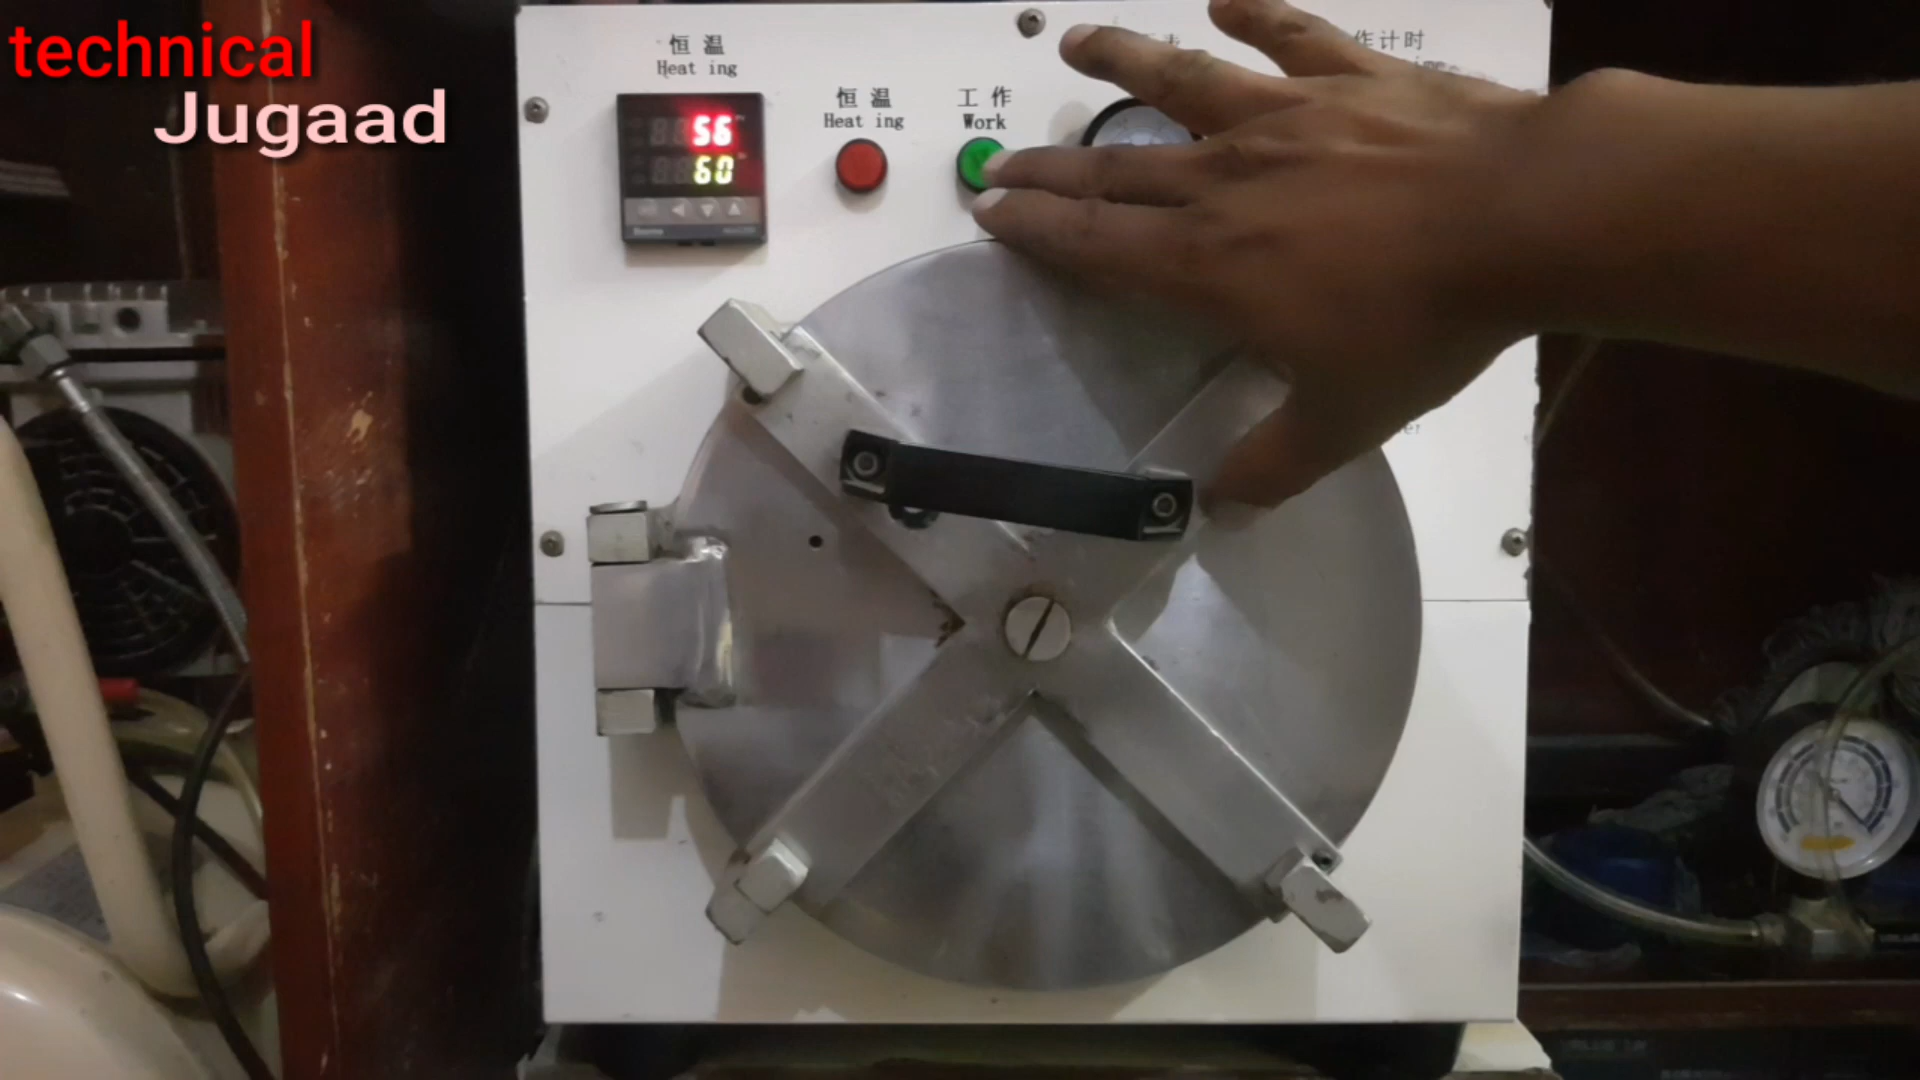 technical
Jugaad
恒 温
Heat ing
作计时
恒 温
Heat ing
工 作
Work
56
60